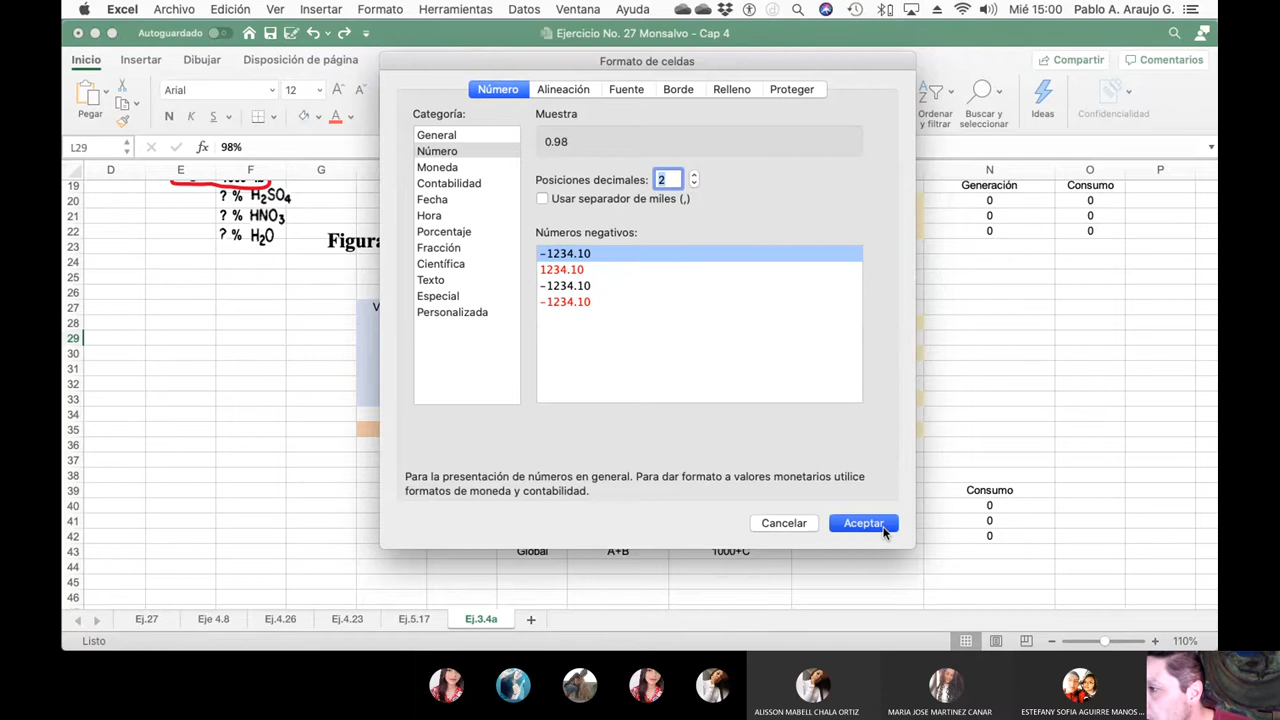 Excel Archivo Edición Ver Insertar Formato Herramientas Datos Ventana Ayuda Mié 15:00 Pablo A. Araujo G.
Autoguardado Ejercicio No. 27 Monsalvo - Cap 4
Inicio Insertar Dibujar Disposición de página Compartir Comentarios
Pegar Arial 12 A A N K S A Ordenar y filtrar Buscar y seleccionar Ideas Confidencialidad
L29 fx 98%
D E F G N O P
19 Generación Consumo
20 ? % H₂SO₄ 0 0
21 ? % HNO₃ 0 0
22 ? % H₂O 0 0
23 Figura
24
25
26
27 V
28
29
30
31
32
33
34
35
36
37
38
39 Consumo
40 0
41 0
42 0
43 Global A+B 1000+C
44
45
46
Formato de celdas
Número Alineación Fuente Borde Relleno Proteger
Categoría:
General
Número
Moneda
Contabilidad
Fecha
Hora
Porcentaje
Fracción
Científica
Texto
Especial
Personalizada
Muestra
0.98
Posiciones decimales: 2
Usar separador de miles (,)
Números negativos:
-1234.10
1234.10
-1234.10
-1234.10
Para la presentación de números en general. Para dar formato a valores monetarios utilice
formatos de moneda y contabilidad.
Cancelar Aceptar
Ej.27 Eje 4.8 Ej.4.26 Ej.4.23 Ej.5.17 Ej.3.4a +
Listo 110%
ALISSON MABELL CHALA ORTIZ MARIA JOSE MARTINEZ CANAR ESTEFANY SOFIA AGUIRRE MANOS ...